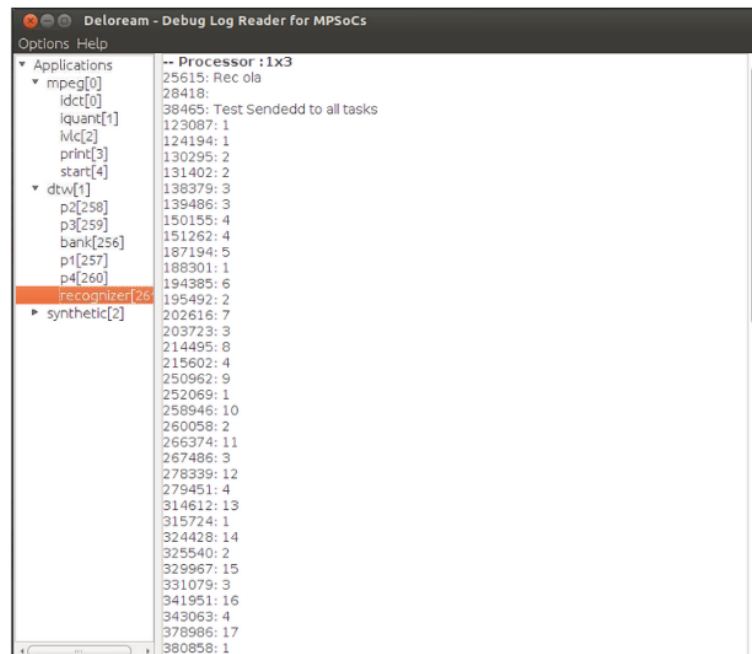 Deloream - Debug Log Reader for MPSoCs
Options Help
Applications
mpeg[0]
idct[0]
iquant[1]
ivlc[2]
print[3]
start[4]
dtw[1]
p2[258]
p3[259]
bank[256]
p1[257]
p4[260]
recognizer[26
synthetic[2]
-- Processor :1x3
25615: Rec ola
28418:
38465: Test Sendedd to all tasks
123087: 1
124194: 1
130295: 2
131402: 2
138379: 3
139486: 3
150155: 4
151262: 4
187194: 5
188301: 1
194385: 6
195492: 2
202616: 7
203723: 3
214495: 8
215602: 4
250962: 9
252069: 1
258946: 10
260058: 2
266374: 11
267486: 3
278339: 12
279451: 4
314612: 13
315724: 1
324428: 14
325540: 2
329967: 15
331079: 3
341951: 16
343063: 4
378986: 17
380858: 1